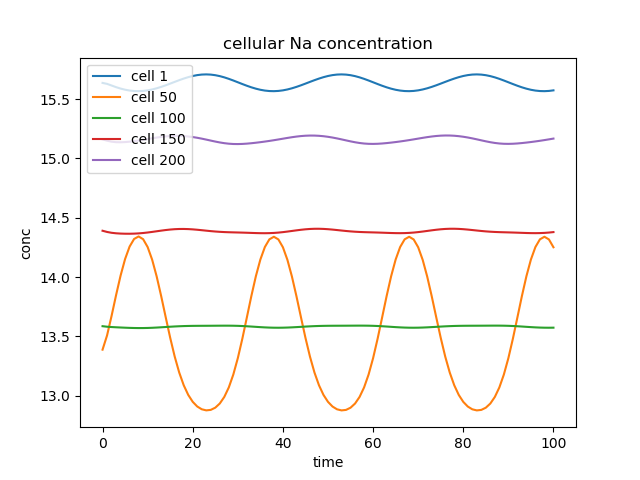 cellular Na concentration
cell 1
cell 50
cell 100
cell 150
cell 200
15.5
15.0
14.5
14.0
13.5
13.0
conc
0
20
40
60
80
100
time